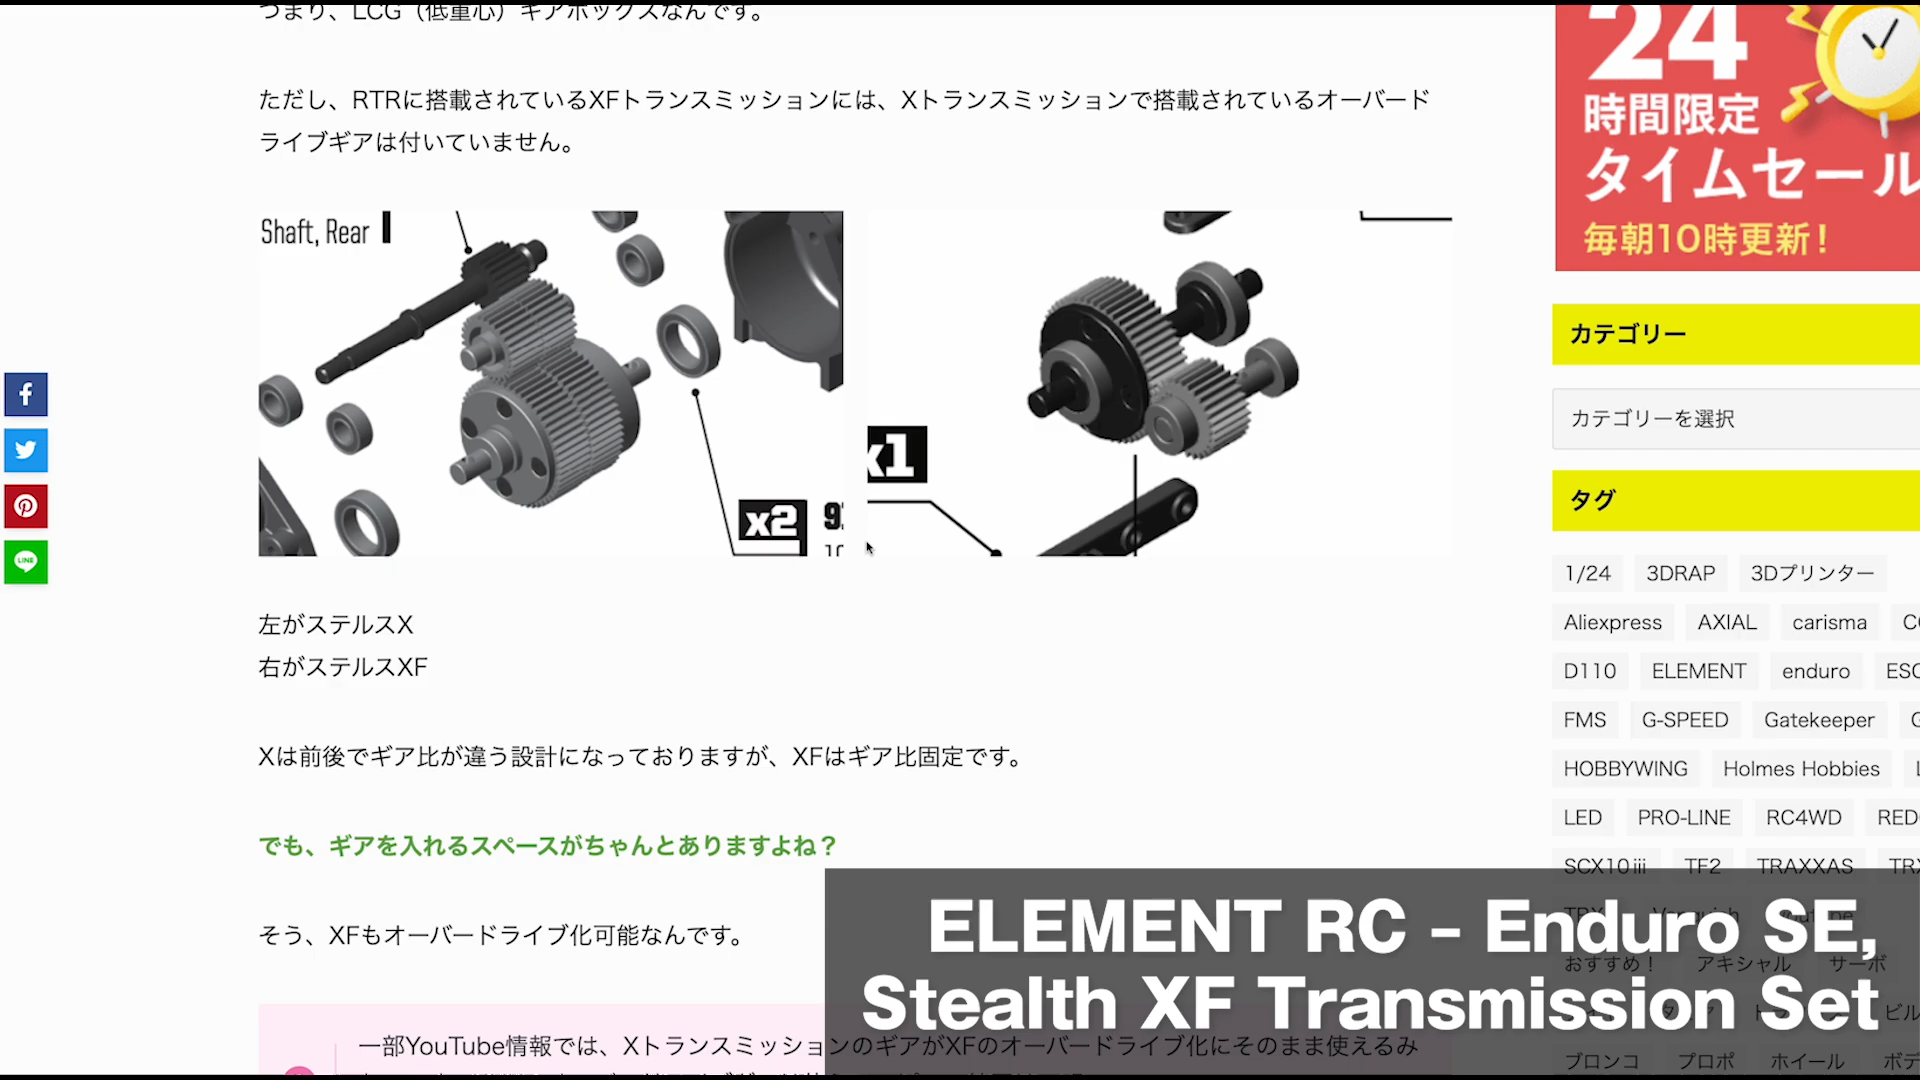 つまり、LCG（低重心）ギアボックスなんです。
ただし、RTRに搭載されているXFトランスミッションには、Xトランスミッションで搭載されているオーバード
ライブギアは付いていません。
Shaft, Rear
x2
x1
左がステルスX
右がステルスXF
Xは前後でギア比が違う設計になっておりますが、XFはギア比固定です。
でも、ギアを入れるスペースがちゃんとありますよね？
そう、XFもオーバードライブ化可能なんです。
一部YouTube情報では、XトランスミッションのギアがXFのオーバードライブ化にそのまま使えるみ
24
時間限定
タイムセール
毎朝10時更新！
カテゴリー
カテゴリーを選択
タグ
1/24 3DRAP 3Dプリンター
Aliexpress AXIAL carisma
D110 ELEMENT enduro ESC
FMS G-SPEED Gatekeeper
HOBBYWING Holmes Hobbies
LED PRO-LINE RC4WD RED
SCX10ⅲ TF2 TRAXXAS TRX
おすすめ！ アキシャル サーボ
ブロンコ プロポ ホイール ボデ
LINE
ELEMENT RC – Enduro SE,
Stealth XF Transmission Set